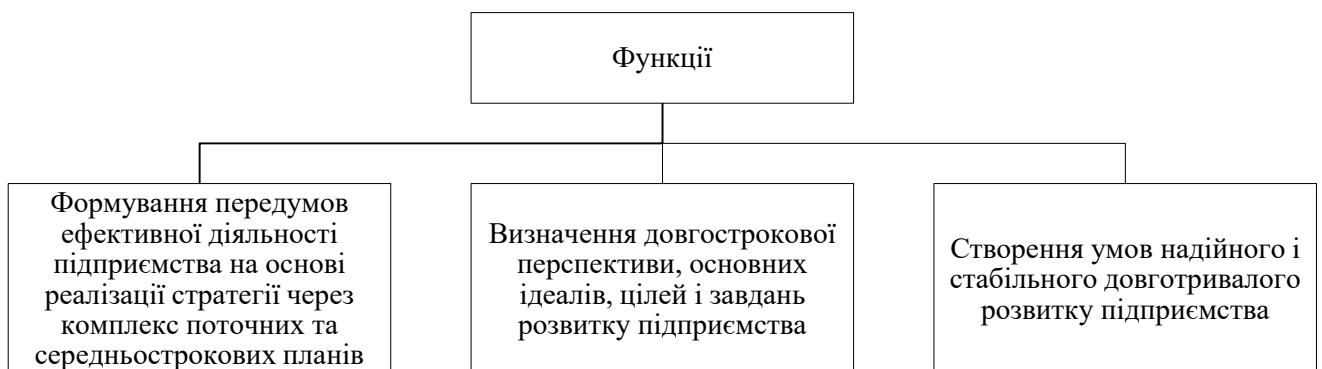 Функції
Формування передумов
ефективної діяльності
підприємства на основі
реалізації стратегії через
комплекс поточних та
середньострокових планів
Визначення довгострокової
перспективи, основних
ідеалів, цілей і завдань
розвитку підприємства
Створення умов надійного і
стабільного довготривалого
розвитку підприємства